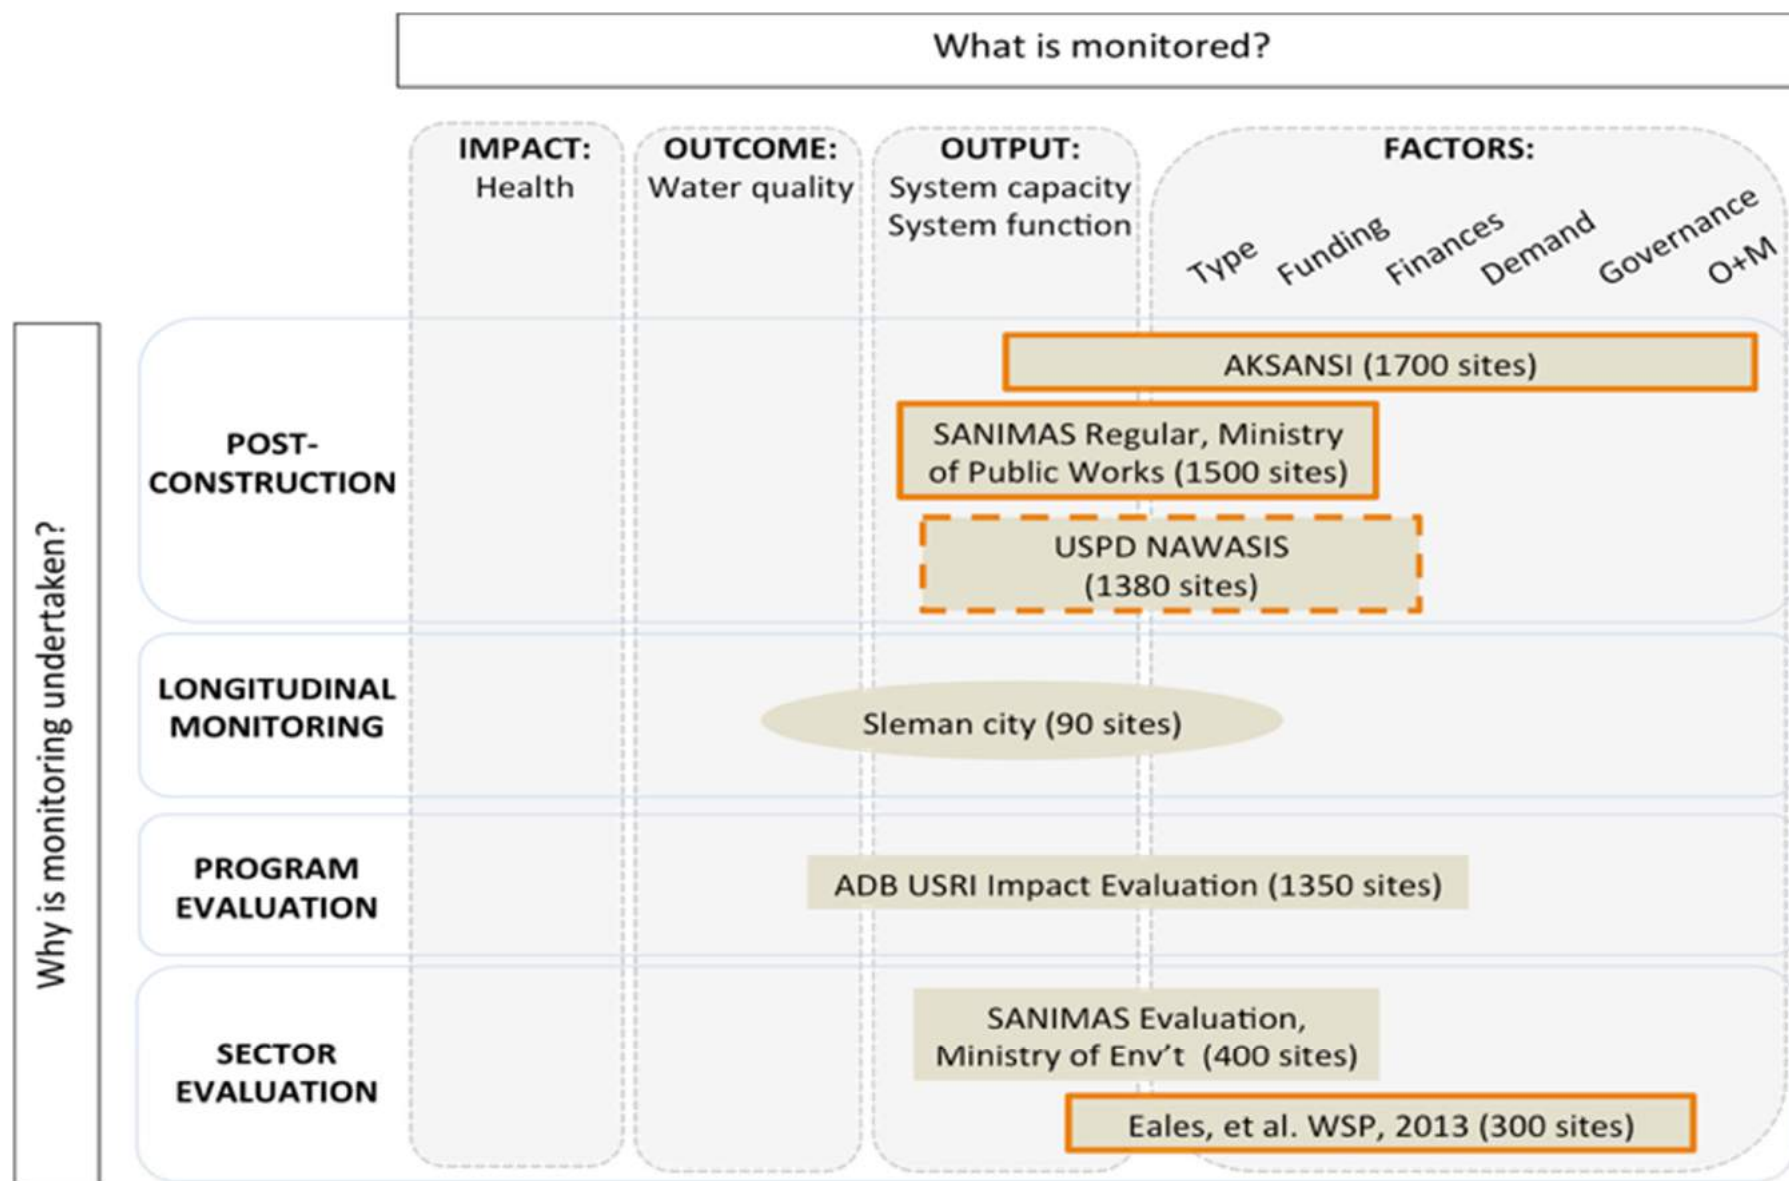 What is monitored?
IMPACT:
Health
OUTCOME:
Water quality
OUTPUT:
System capacity
System function
FACTORS:
Type
Funding
Finances
Demand
Governance
O+M
Why is monitoring undertaken?
POST-
CONSTRUCTION
AKSANSI (1700 sites)
SANIMAS Regular, Ministry
of Public Works (1500 sites)
USPD NAWASIS
(1380 sites)
LONGITUDINAL
MONITORING
Sleman city (90 sites)
PROGRAM
EVALUATION
ADB USRI Impact Evaluation (1350 sites)
SECTOR
EVALUATION
SANIMAS Evaluation,
Ministry of Env't (400 sites)
Eales, et al. WSP, 2013 (300 sites)